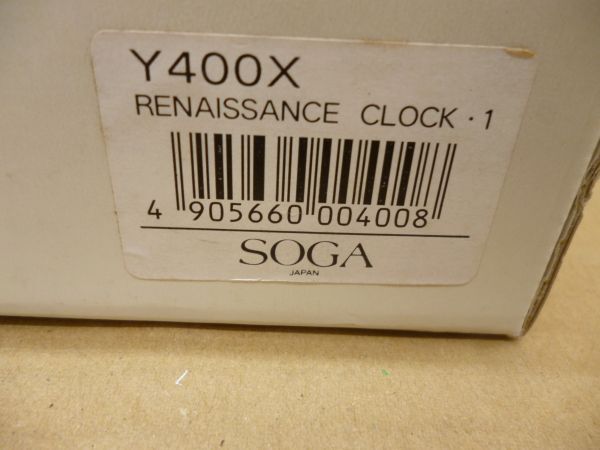 Y400X
RENAISSANCE CLOCK・1
4 905660 004008
SOGA
JAPAN